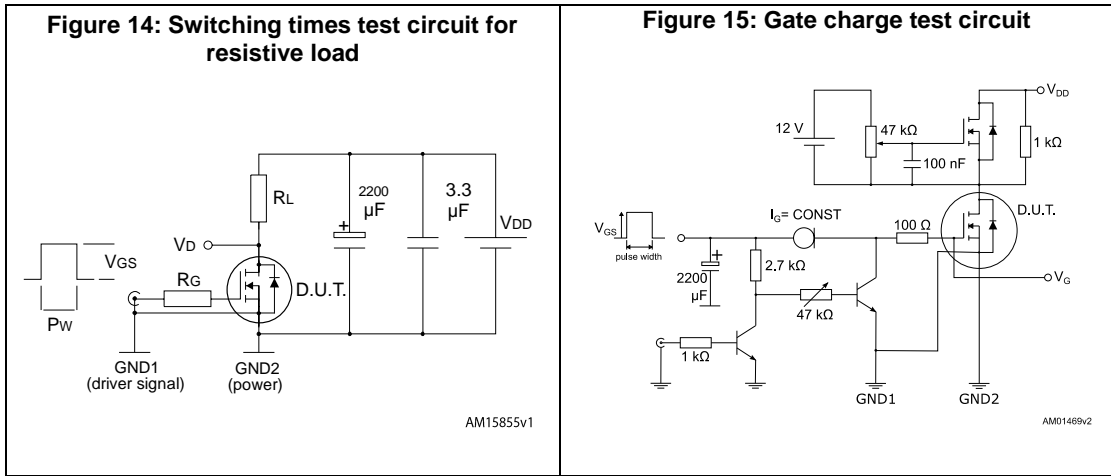 Figure 14: Switching times test circuit for
resistive load
RL
2200
µF
3.3
µF
VDD
VD
VGS
RG
D.U.T.
PW
GND1
(driver signal)
GND2
(power)
AM15855v1
Figure 15: Gate charge test circuit
VDD
12 V
47 kΩ
1 kΩ
100 nF
D.U.T.
IG= CONST
100 Ω
VGS
pulse width
2.7 kΩ
VG
2200
µF
47 kΩ
1 kΩ
GND1
GND2
AM01469v2